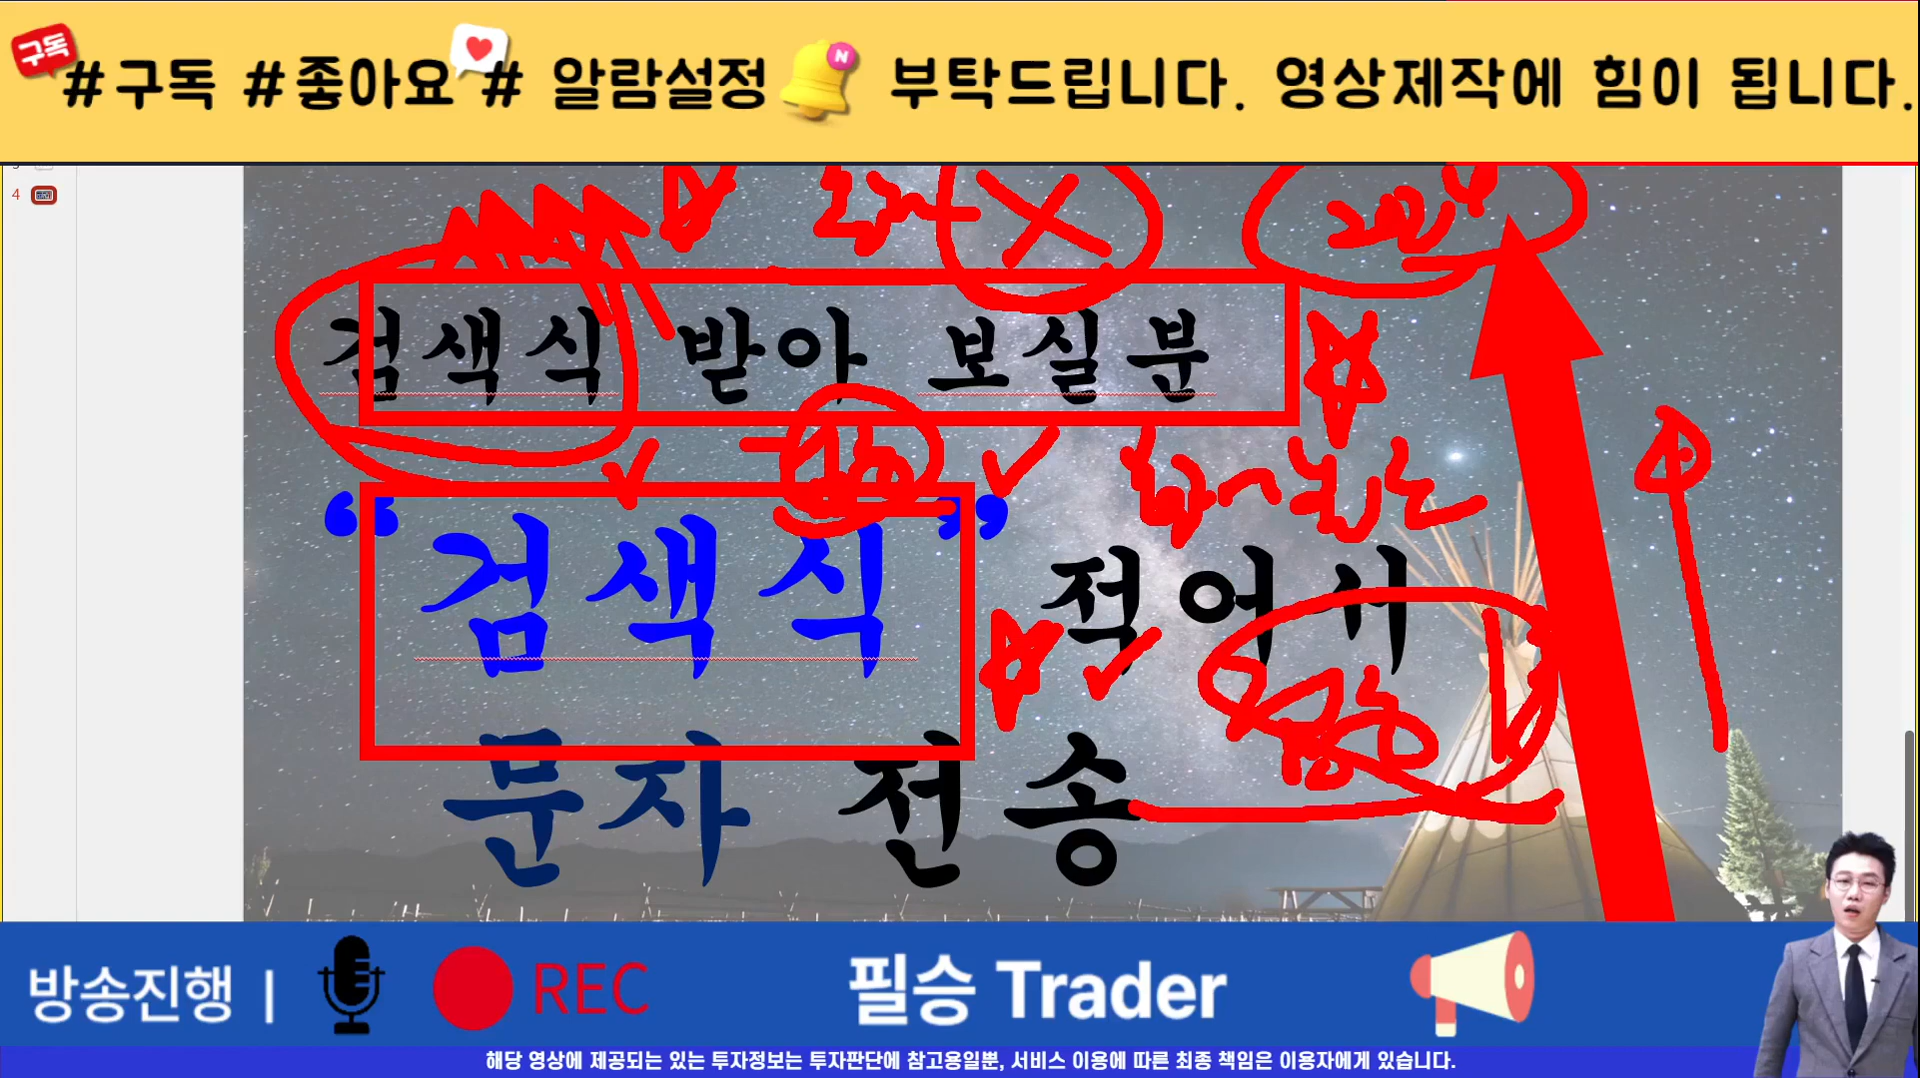 구독
#구독 #좋아요 # 알람설정 N 부탁드립니다. 영상제작에 힘이 됩니다.
4
검색식 받아 보실분
“검색식” 적어서
문자 전송
방송진행 | REC 필승 Trader
해당 영상에 제공되는 있는 투자정보는 투자판단에 참고용일뿐, 서비스 이용에 따른 최종 책임은 이용자에게 있습니다.